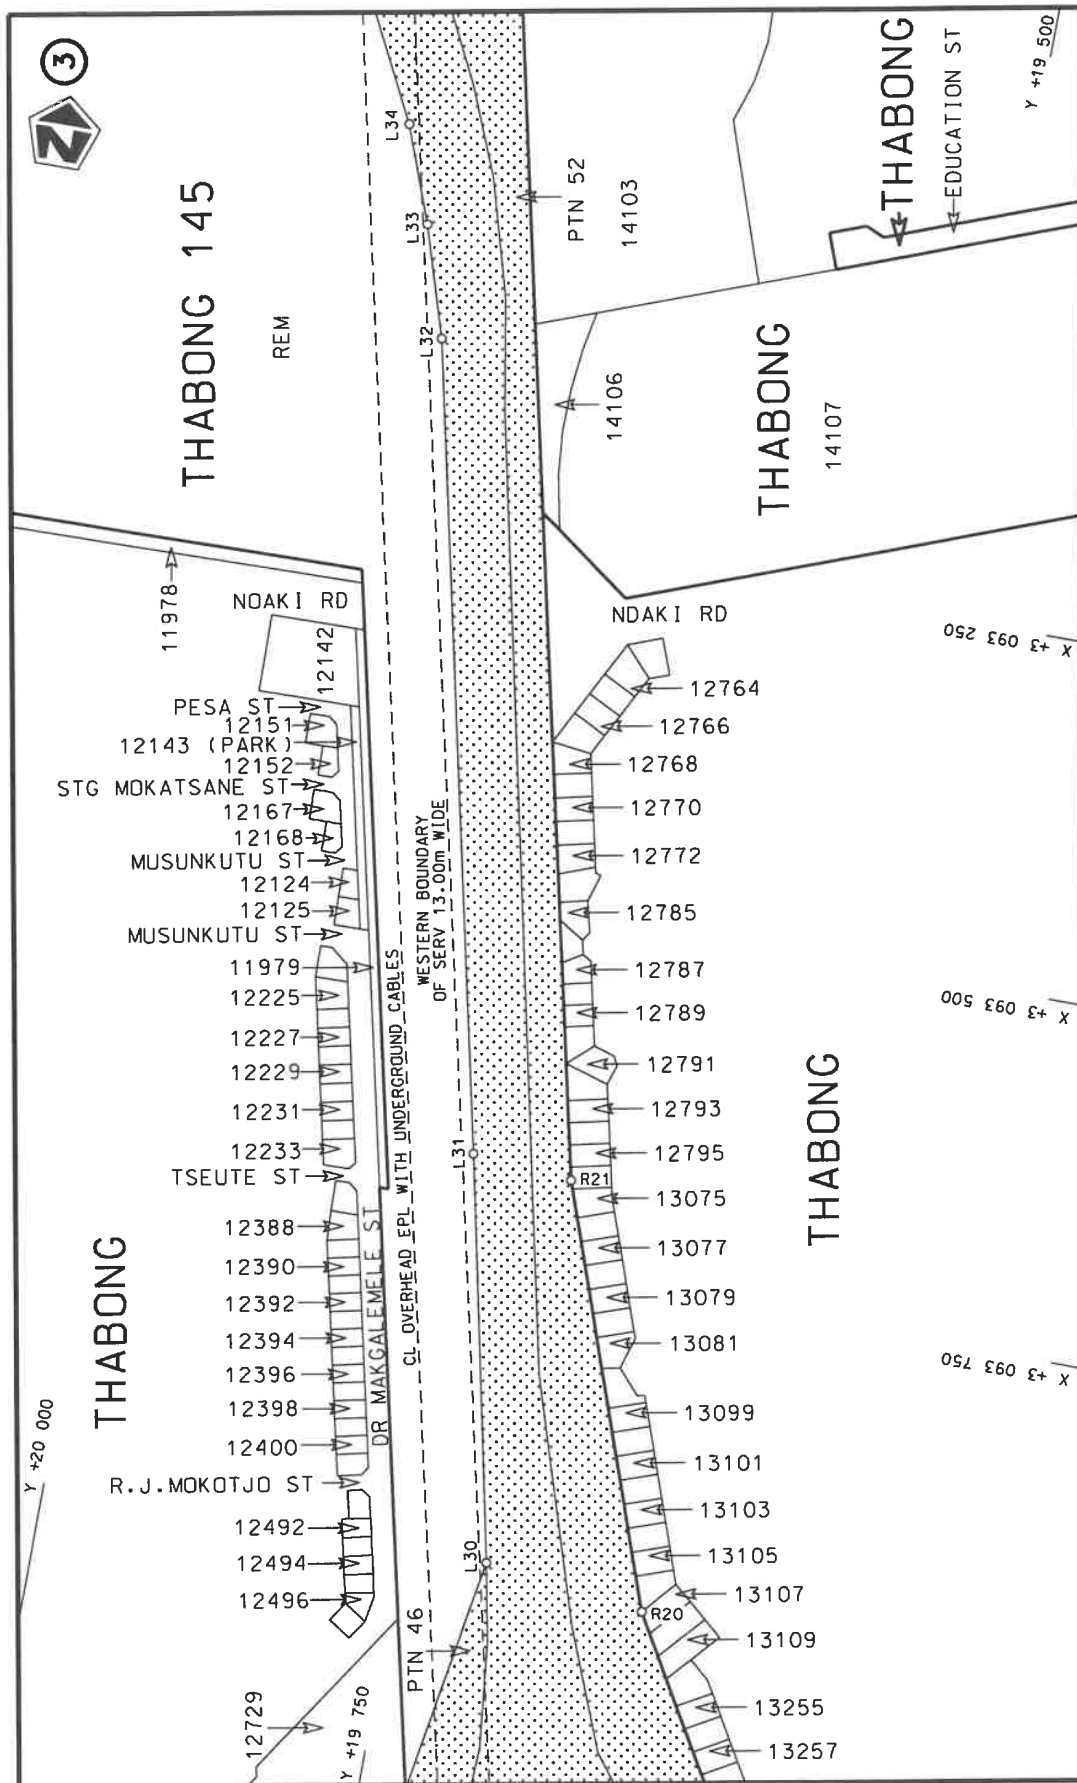 3
N
L34
L33
L32
PTN 52
14103
THABONG
EDUCATION ST
Y +19 500
THABONG 145
REM
14106
THABONG
14107
11978
NOAKI RD
12142
PESA ST
12151
12143 (PARK)
12152
STG MOKATSANE ST
12167
12168
MUSUNKUTU ST
12124
12125
MUSUNKUTU ST
11979
12225
12227
12229
12231
12233
TSEUTE ST
12388
12390
12392
12394
12396
12398
12400
R.J.MOKOTJO ST
12492
12494
12496
12729
THABONG
Y +20 000
Y +19 750
DR MAKGALEMELE ST
CL OVERHEAD EPL WITH UNDERGROUND CABLES
WESTERN BOUNDARY
OF SERV 13.00m WIDE
L31
L30
PTN 46
NDAKI RD
12764
12766
12768
12770
12772
12785
12787
12789
12791
12793
12795
R21
13075
13077
13079
13081
13099
13101
13103
13105
13107
R20
13109
13255
13257
THABONG
X +3 093 250
X +3 093 500
X +3 093 750